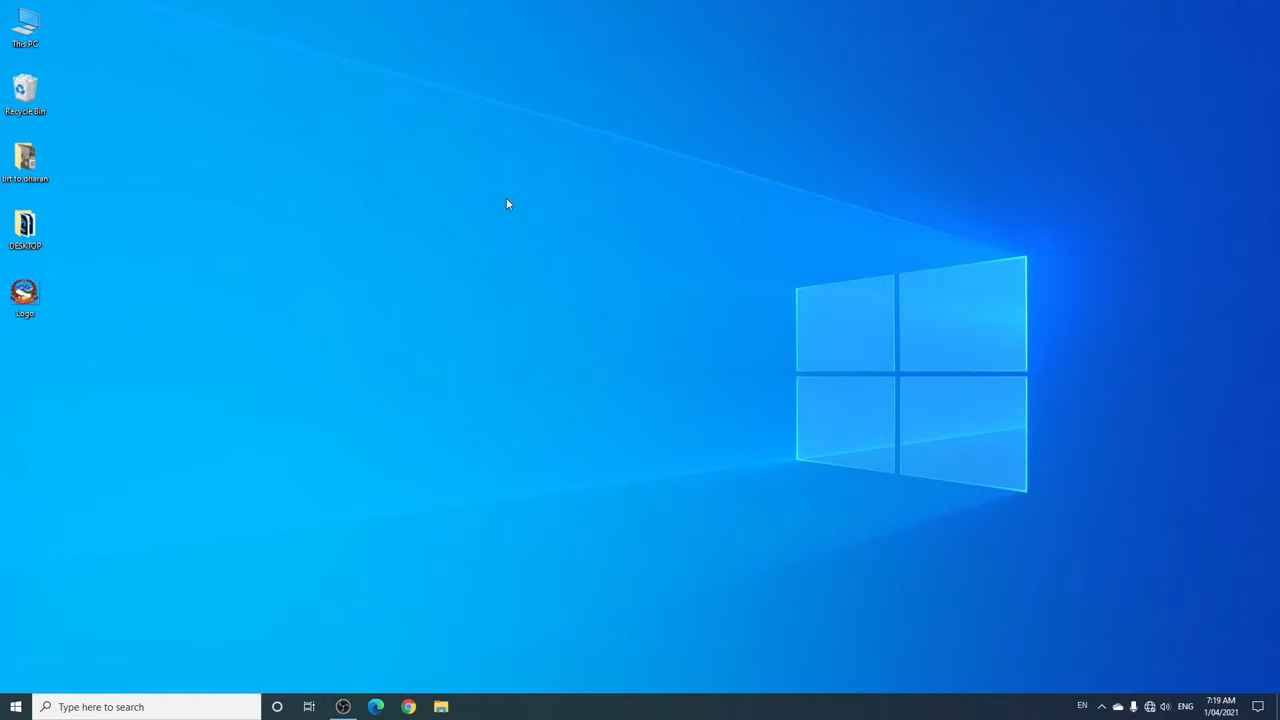 This PC
Recycle Bin
brt to dharan
DESKTOP
Logo
Type here to search
EN
ENG
7:19 AM
1/04/2021